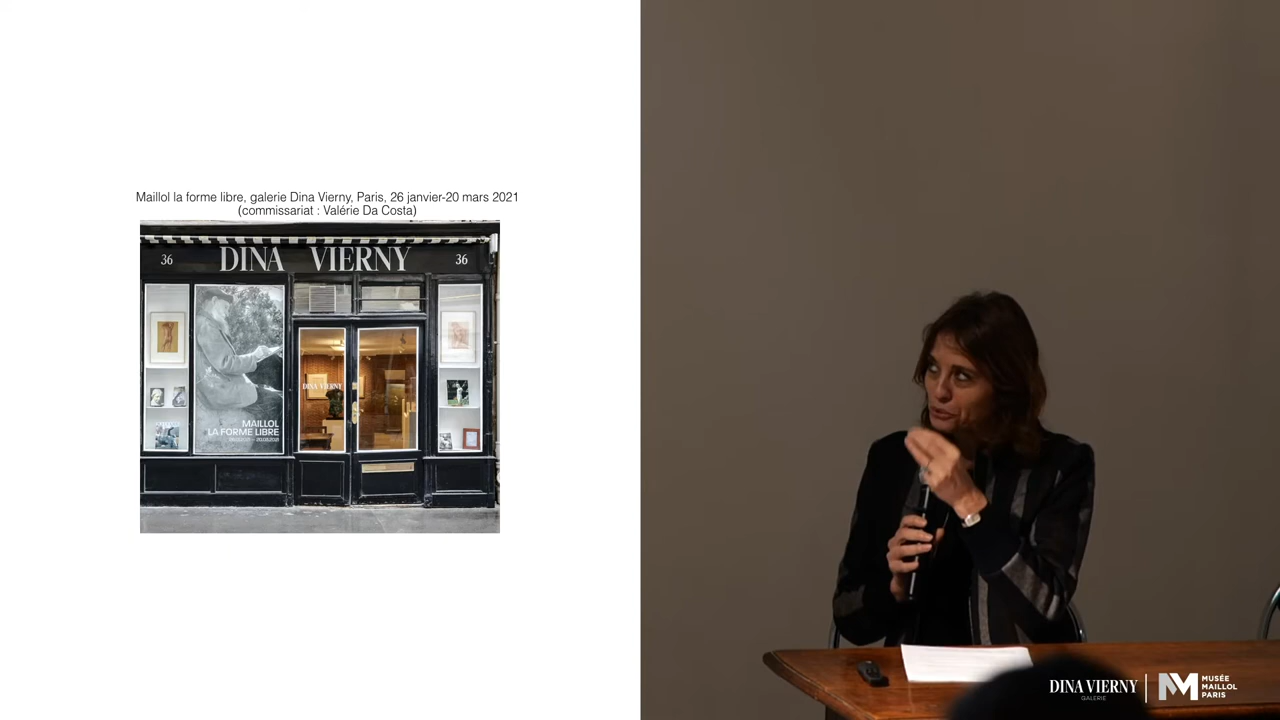 Maillol la forme libre, galerie Dina Vierny, Paris, 26 janvier-20 mars 2021
(commissariat : Valérie Da Costa)
36
DINA VIERNY
36
DINA VIERNY
MAILLOL
LA FORME LIBRE
DINA VIERNY
GALERIE
MUSÉE
MAILLOL
PARIS